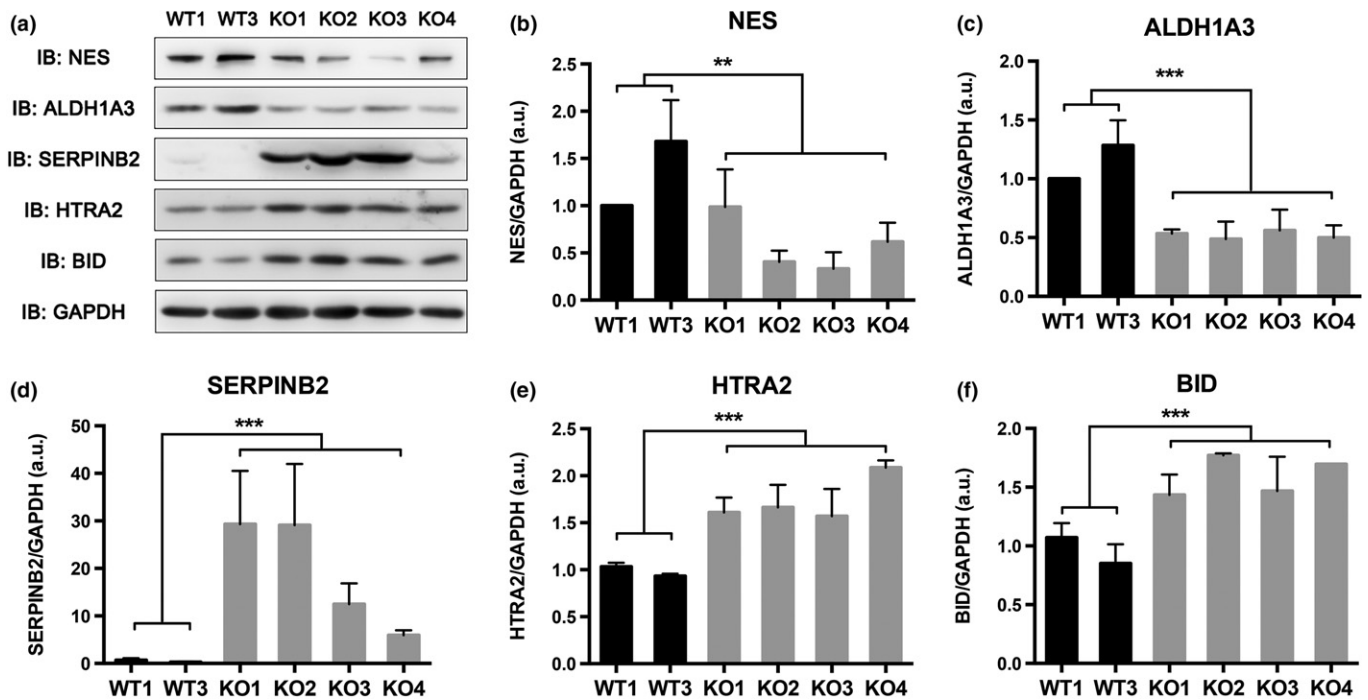 (a)
WT1 WT3 KO1 KO2 KO3 KO4
IB: NES
IB: ALDH1A3
IB: SERPINB2
IB: HTRA2
IB: BID
IB: GAPDH
(b)
NES
NES/GAPDH (a.u.)
2.5
2.0
1.5
1.0
0.5
0.0
**
WT1 WT3 KO1 KO2 KO3 KO4
(c)
ALDH1A3
ALDH1A3/GAPDH (a.u.)
2.0
1.5
1.0
0.5
0.0
***
WT1 WT3 KO1 KO2 KO3 KO4
(d)
SERPINB2
SERPINB2/GAPDH (a.u.)
50
40
30
20
10
0
***
WT1 WT3 KO1 KO2 KO3 KO4
(e)
HTRA2
HTRA2/GAPDH (a.u.)
2.5
2.0
1.5
1.0
0.5
0.0
***
WT1 WT3 KO1 KO2 KO3 KO4
(f)
BID
BID/GAPDH (a.u.)
2.0
1.5
1.0
0.5
0.0
***
WT1 WT3 KO1 KO2 KO3 KO4